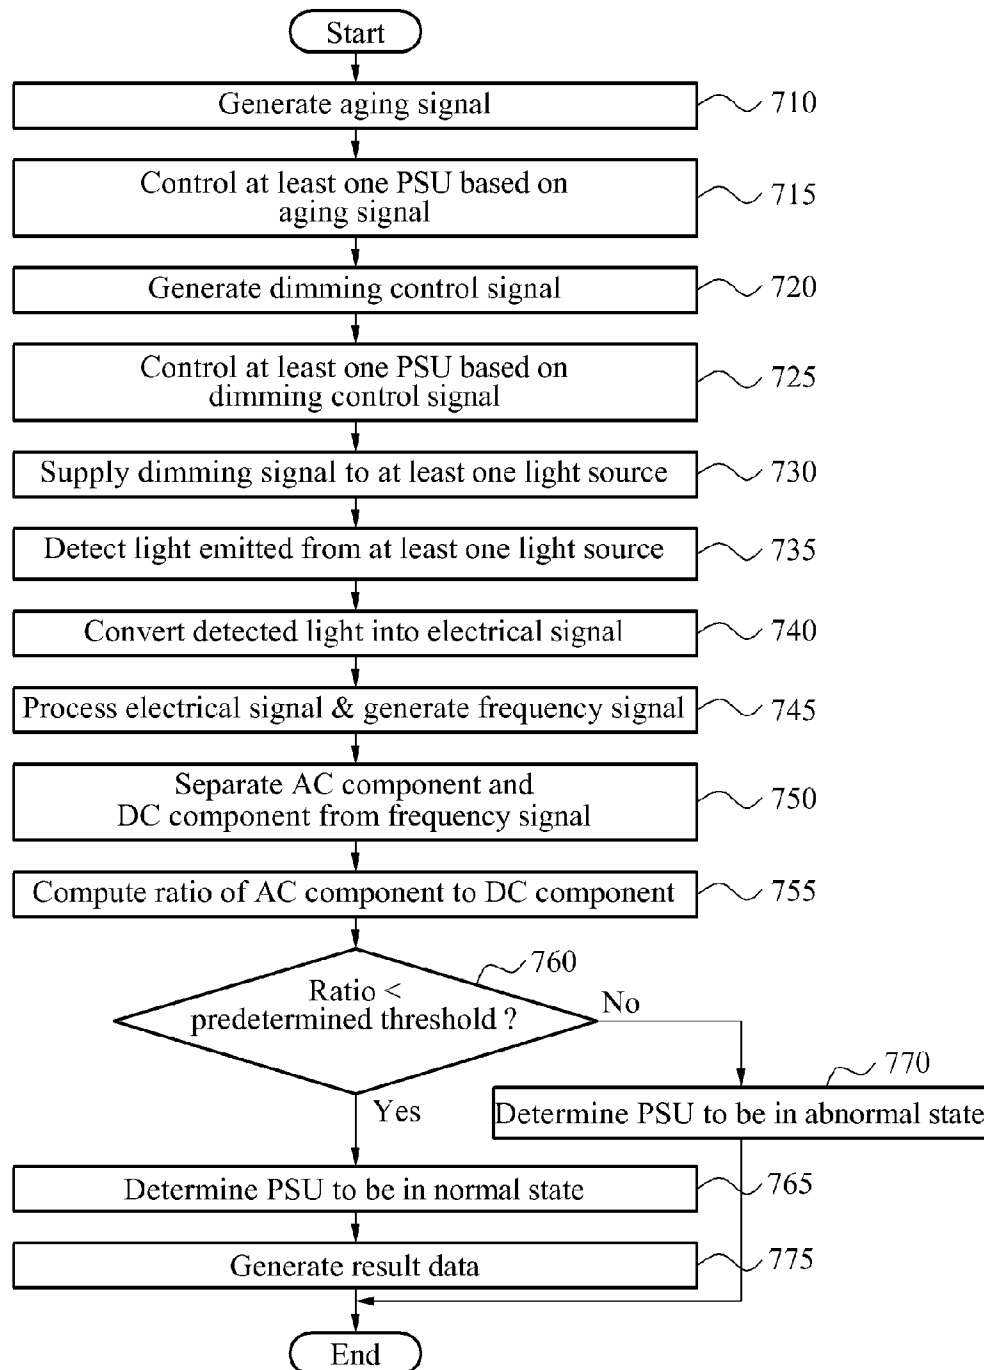 Start
Generate aging signal
710
Control at least one PSU based on
aging signal
715
Generate dimming control signal
720
Control at least one PSU based on
dimming control signal
725
Supply dimming signal to at least one light source
730
Detect light emitted from at least one light source
735
Convert detected light into electrical signal
740
Process electrical signal & generate frequency signal
745
Separate AC component and
DC component from frequency signal
750
Compute ratio of AC component to DC component
755
760
Ratio <
predetermined threshold ?
No
770
Yes
Determine PSU to be in abnormal state
Determine PSU to be in normal state
765
Generate result data
775
End